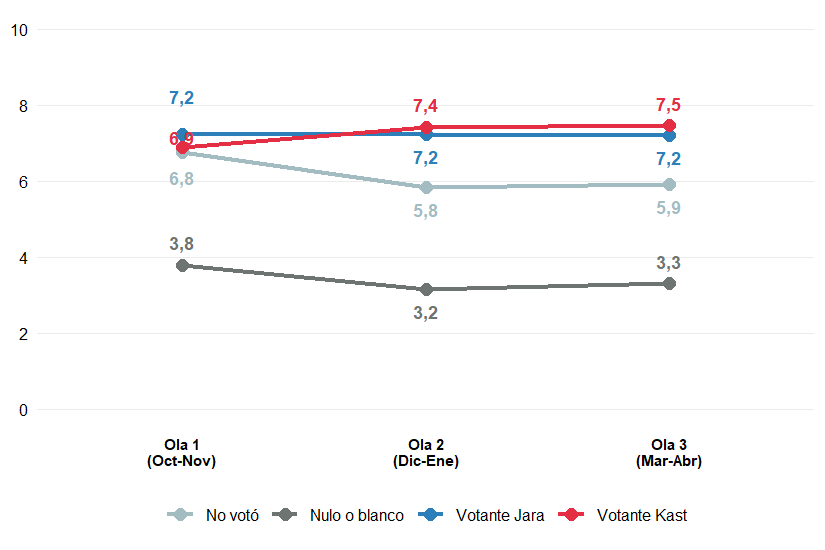 10
8
6
4
2
0
7,2
6,9
6,8
3,8
7,4
7,2
5,8
3,2
7,5
7,2
5,9
3,3
Ola 1
(Oct-Nov)
Ola 2
(Dic-Ene)
Ola 3
(Mar-Abr)
No votó Nulo o blanco Votante Jara Votante Kast